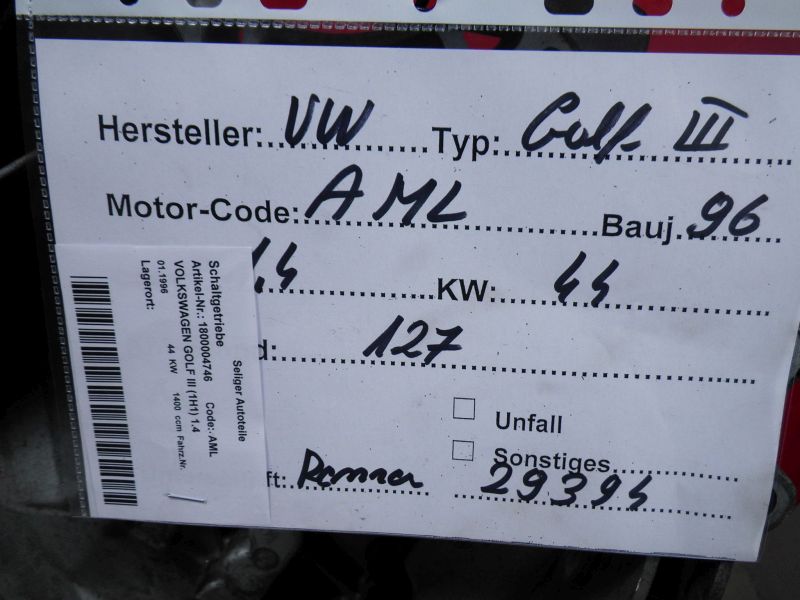 Hersteller: VW Typ: Golf III
Motor-Code: AML Bauj. 96
1,4 KW: 44
d: 127
Unfall
Sonstiges
ft: 29394
Seliger Autoteile
Schaltgetriebe
Artikel-Nr.: 1800004746 Code: AML
VOLKSWAGEN GOLF III (1H1) 1.4
01.1996 44 KW 1400 ccm Fahrz.Nr.
Lagerort: